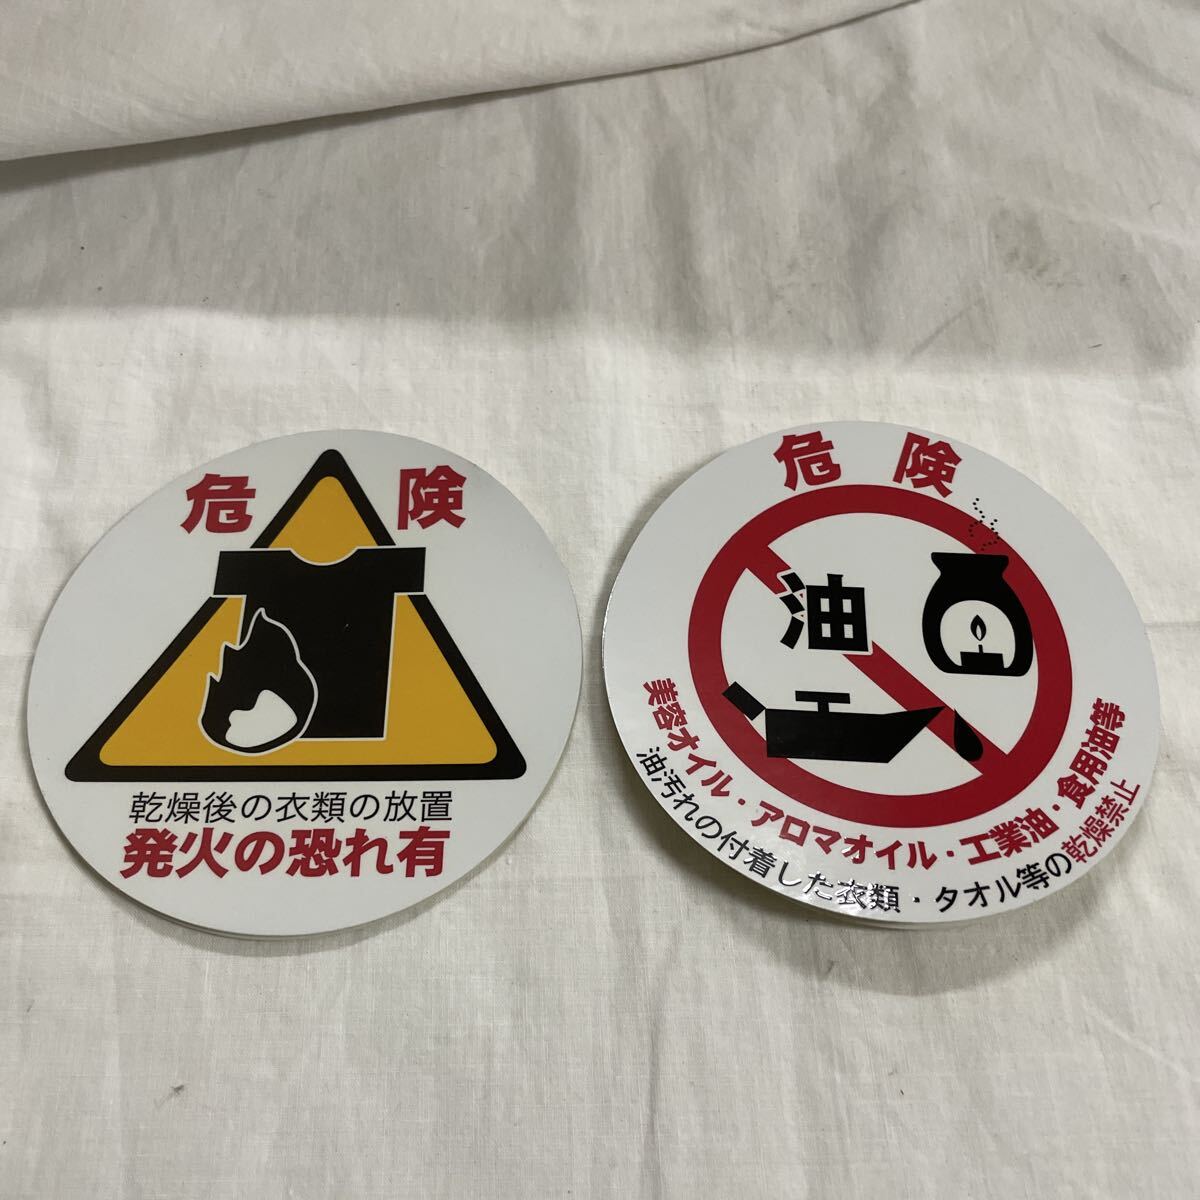 危険
乾燥後の衣類の放置
発火の恐れ有
危険
油
美容オイル・アロマオイル・工業油・食用油等
油汚れの付着した衣類・タオル等の乾燥禁止